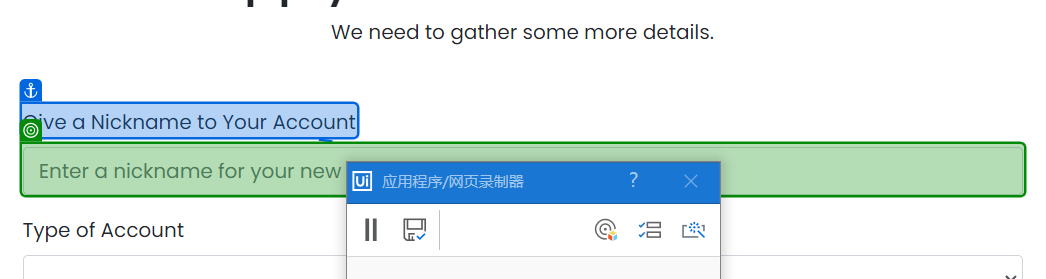 We need to gather some more details.
Give a Nickname to Your Account
Enter a nickname for your new
Ui 应用程序/网页录制器 ?
Type of Account